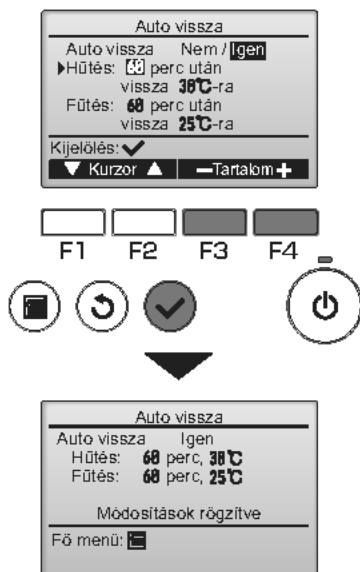 Auto vissza
Auto vissza Nem / Igen
▶Hűtés: 60 perc után
vissza 30℃-ra
Fűtés: 60 perc után
vissza 25℃-ra
Kijelölés: ✔
▼ Kurzor ▲ −Tartalom+
F1 F2 F3 F4
Auto vissza
Auto vissza Igen
Hűtés: 60 perc, 30℃
Fűtés: 60 perc, 25℃
Módosítások rögzítve
Fő menü: